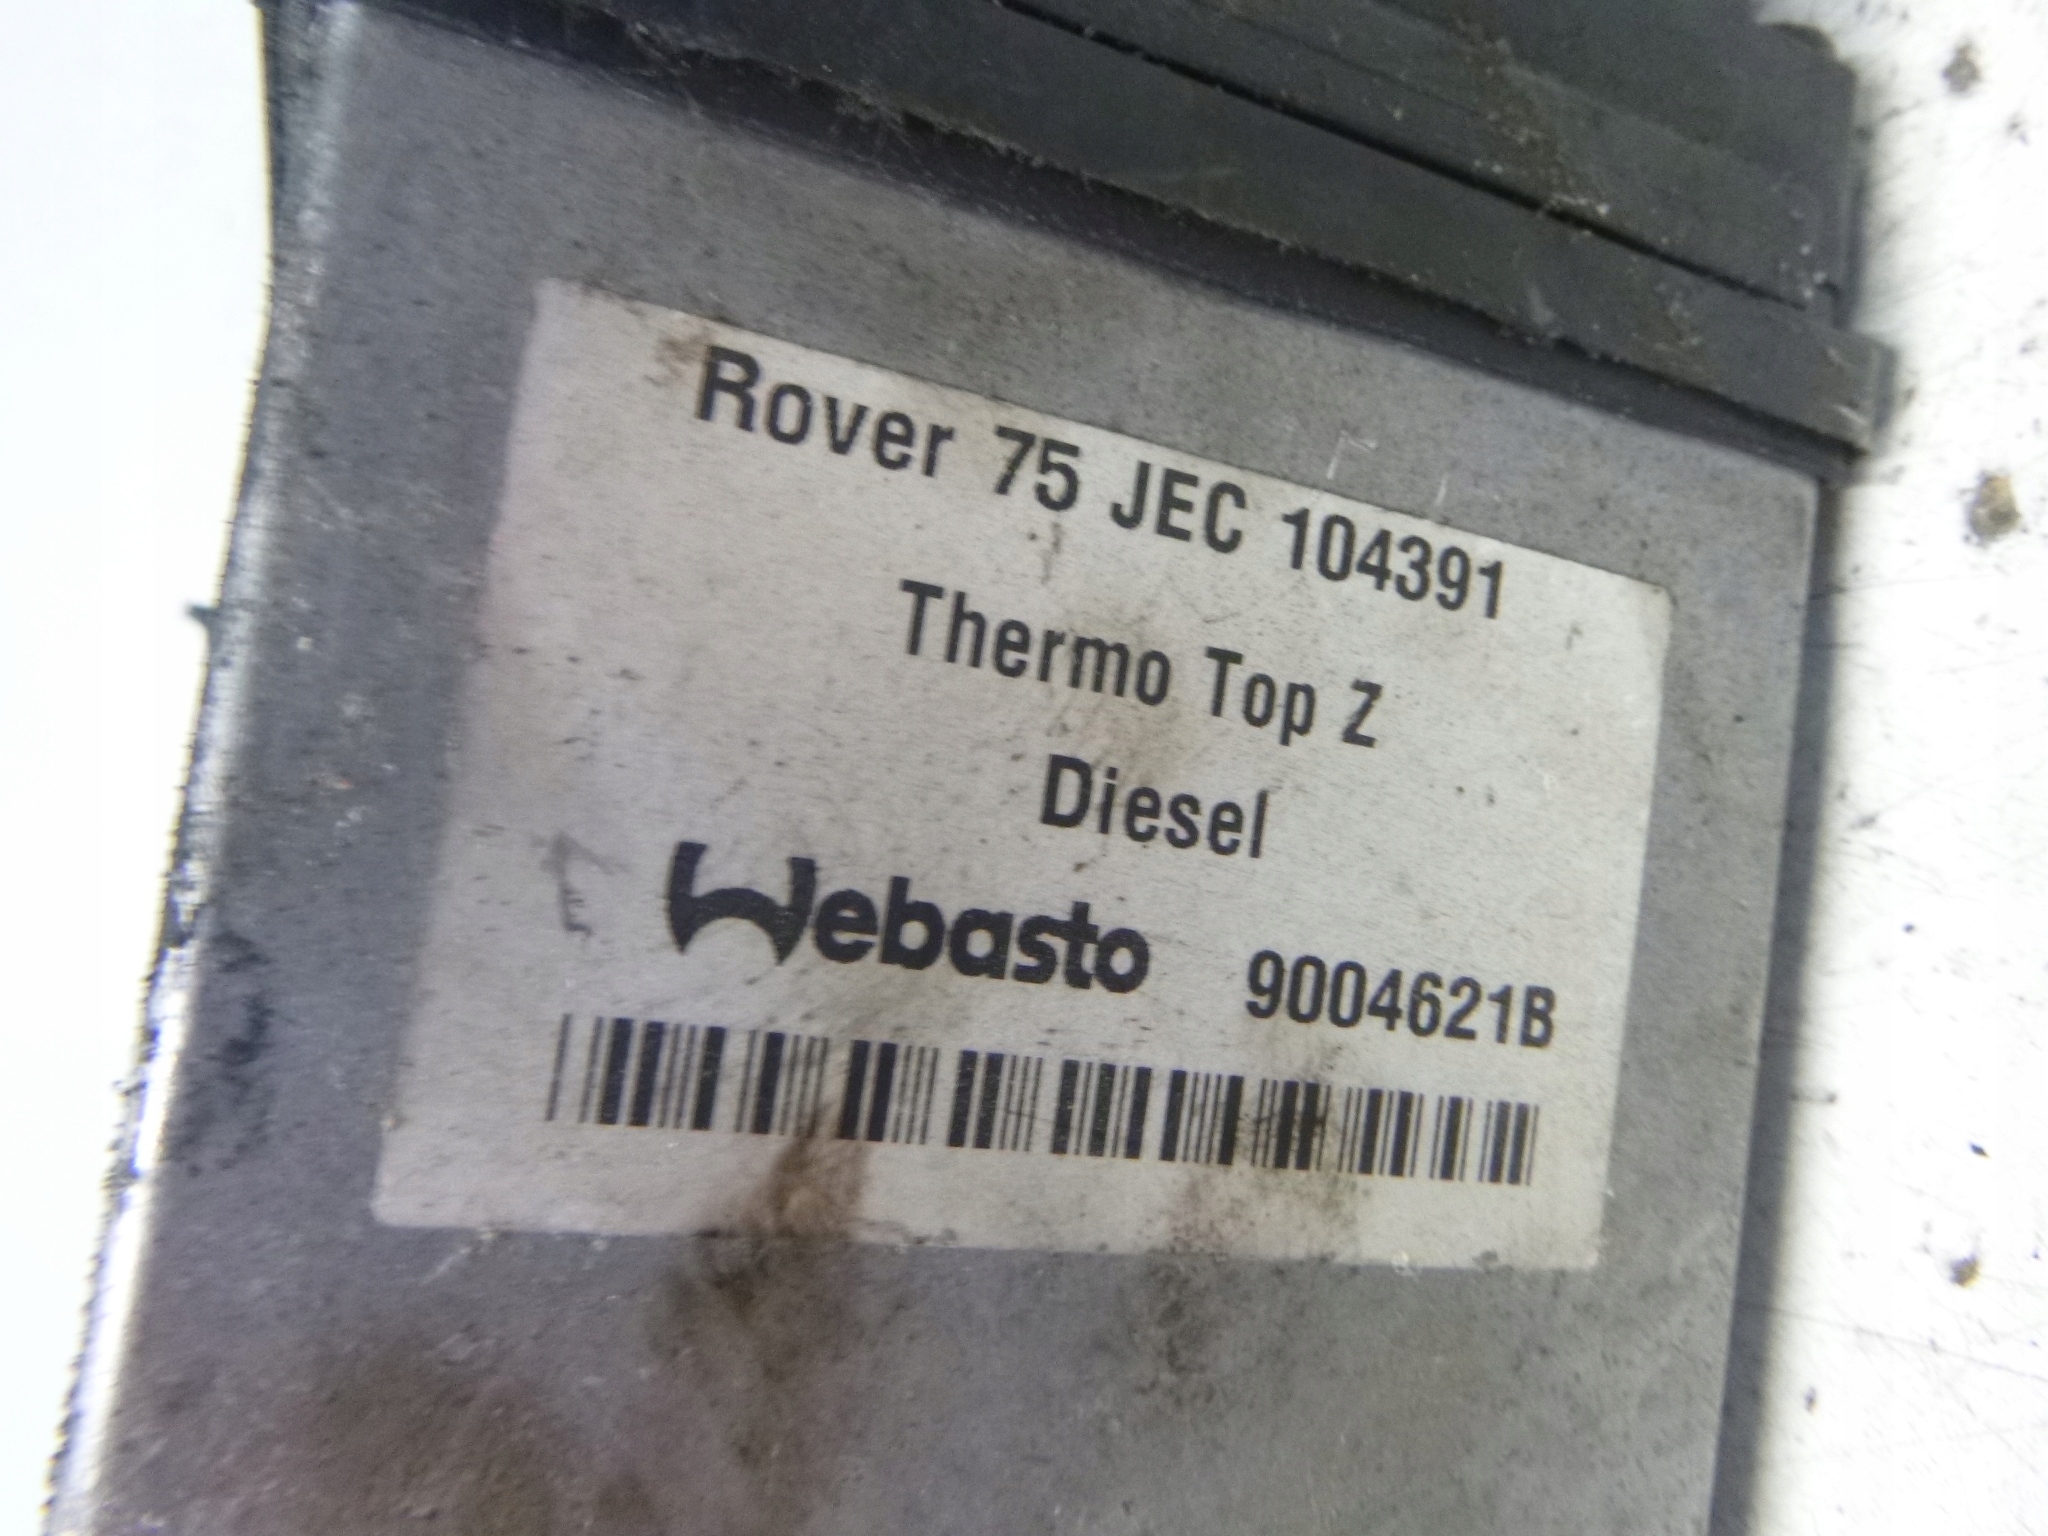 Rover 75 JEC 104391
Thermo Top Z
Diesel
Webasto 9004621B